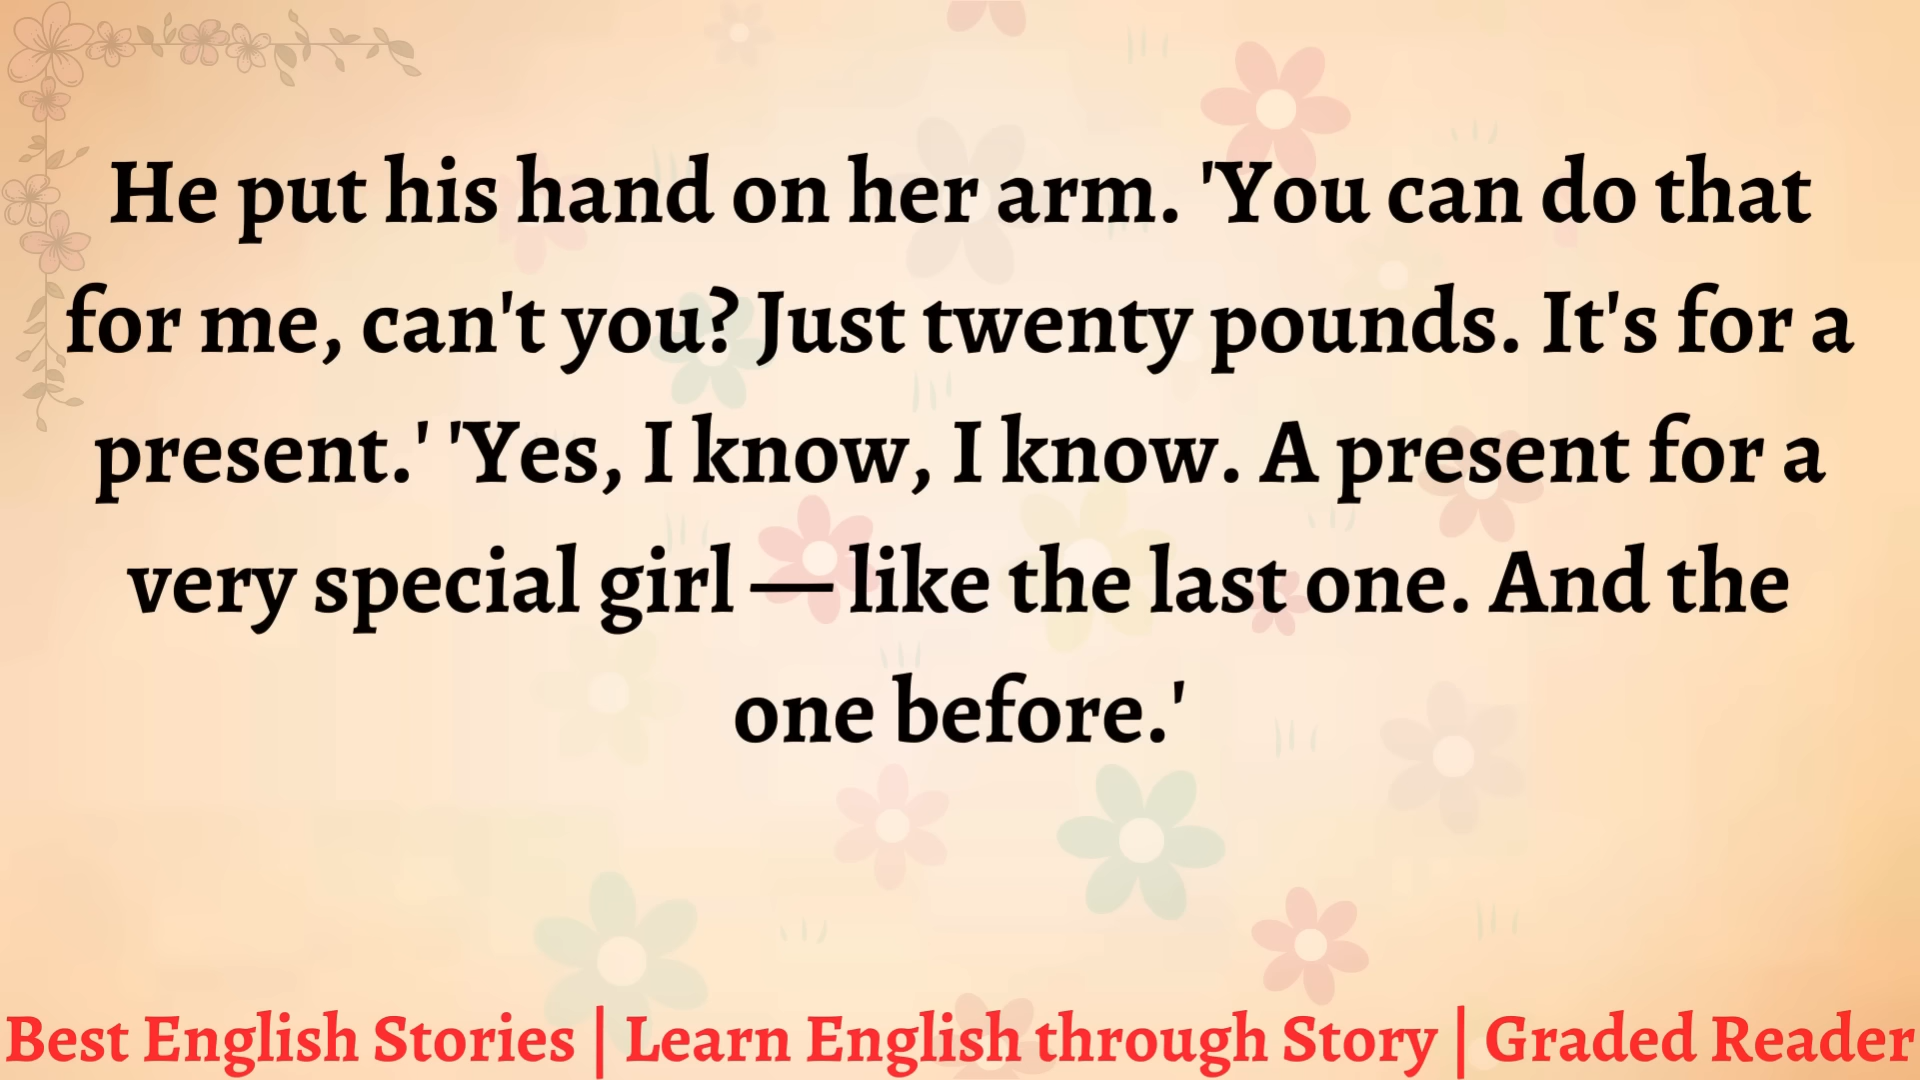 He put his hand on her arm. 'You can do that
for me, can't you? Just twenty pounds. It's for a
present.' 'Yes, I know, I know. A present for a
very special girl — like the last one. And the
one before.'
Best English Stories | Learn English through Story | Graded Reader